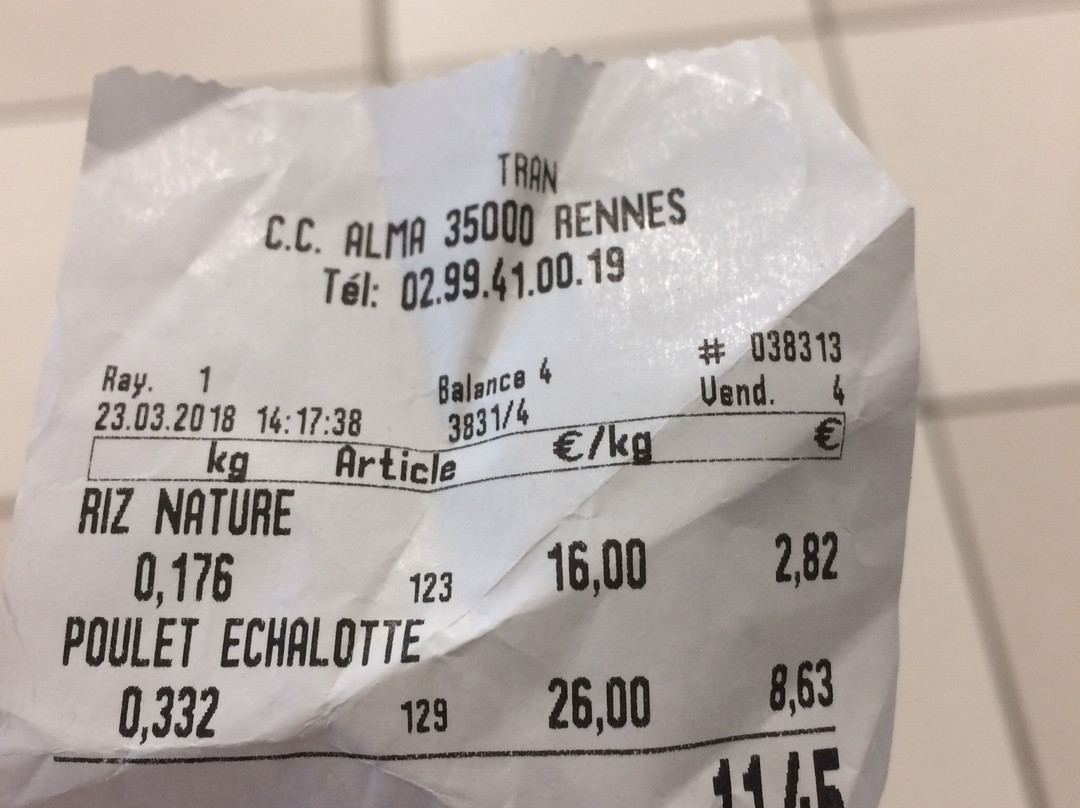 TRAN
C.C. ALMA 35000 RENNES
Tél: 02.99.41.00.19
Ray. 1 Balance 4 # 038313
23.03.2018 14:17:38 3831/4 Vend. 4
kg Article €/kg €
RIZ NATURE
0,176 123 16,00 2,82
POULET ECHALOTTE
0,332 129 26,00 8,63